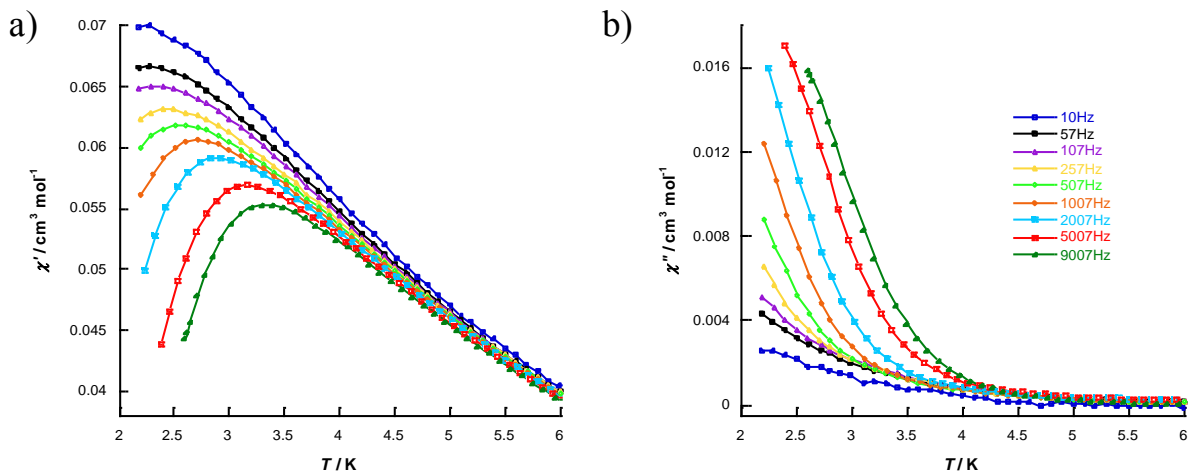 a)
0.07
0.065
0.06
0.055
0.05
0.045
0.04
χ' / cm³ mol⁻¹
2 2.5 3 3.5 4 4.5 5 5.5 6
T / K
b)
0.016
0.012
0.008
0.004
0
χ'' / cm³ mol⁻¹
2 2.5 3 3.5 4 4.5 5 5.5 6
T / K
10Hz
57Hz
107Hz
257Hz
507Hz
1007Hz
2007Hz
5007Hz
9007Hz